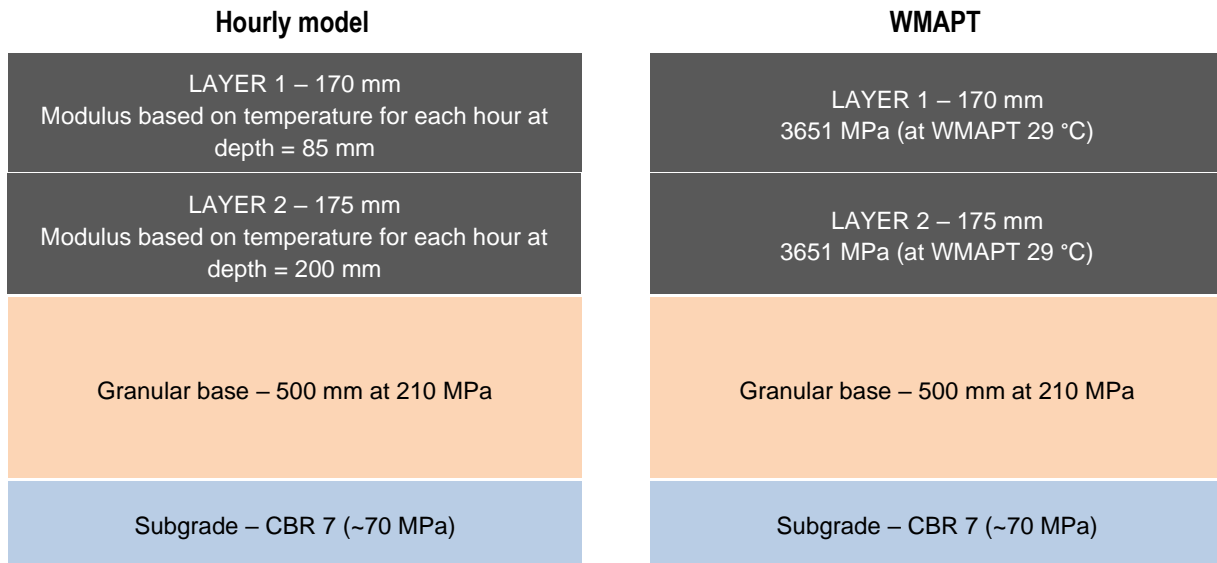 Hourly model
LAYER 1 – 170 mm
Modulus based on temperature for each hour at
depth = 85 mm
LAYER 2 – 175 mm
Modulus based on temperature for each hour at
depth = 200 mm
Granular base – 500 mm at 210 MPa
Subgrade – CBR 7 (~70 MPa)
WMAPT
LAYER 1 – 170 mm
3651 MPa (at WMAPT 29 °C)
LAYER 2 – 175 mm
3651 MPa (at WMAPT 29 °C)
Granular base – 500 mm at 210 MPa
Subgrade – CBR 7 (~70 MPa)